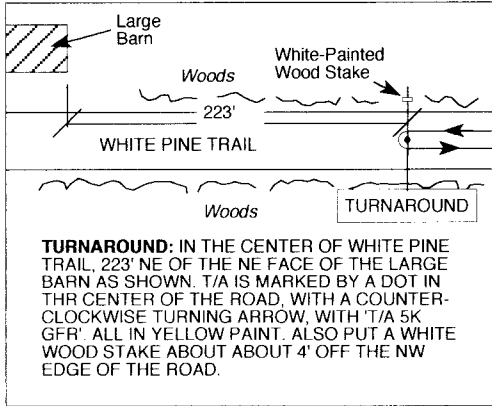 Large
Barn
White-Painted
Wood Stake
Woods
223'
WHITE PINE TRAIL
Woods
TURNAROUND
TURNAROUND: IN THE CENTER OF WHITE PINE
TRAIL, 223' NE OF THE NE FACE OF THE LARGE
BARN AS SHOWN. T/A IS MARKED BY A DOT IN
THR CENTER OF THE ROAD, WITH A COUNTER-
CLOCKWISE TURNING ARROW, WITH 'T/A 5K
GFR'. ALL IN YELLOW PAINT. ALSO PUT A WHITE
WOOD STAKE ABOUT ABOUT 4' OFF THE NW
EDGE OF THE ROAD.